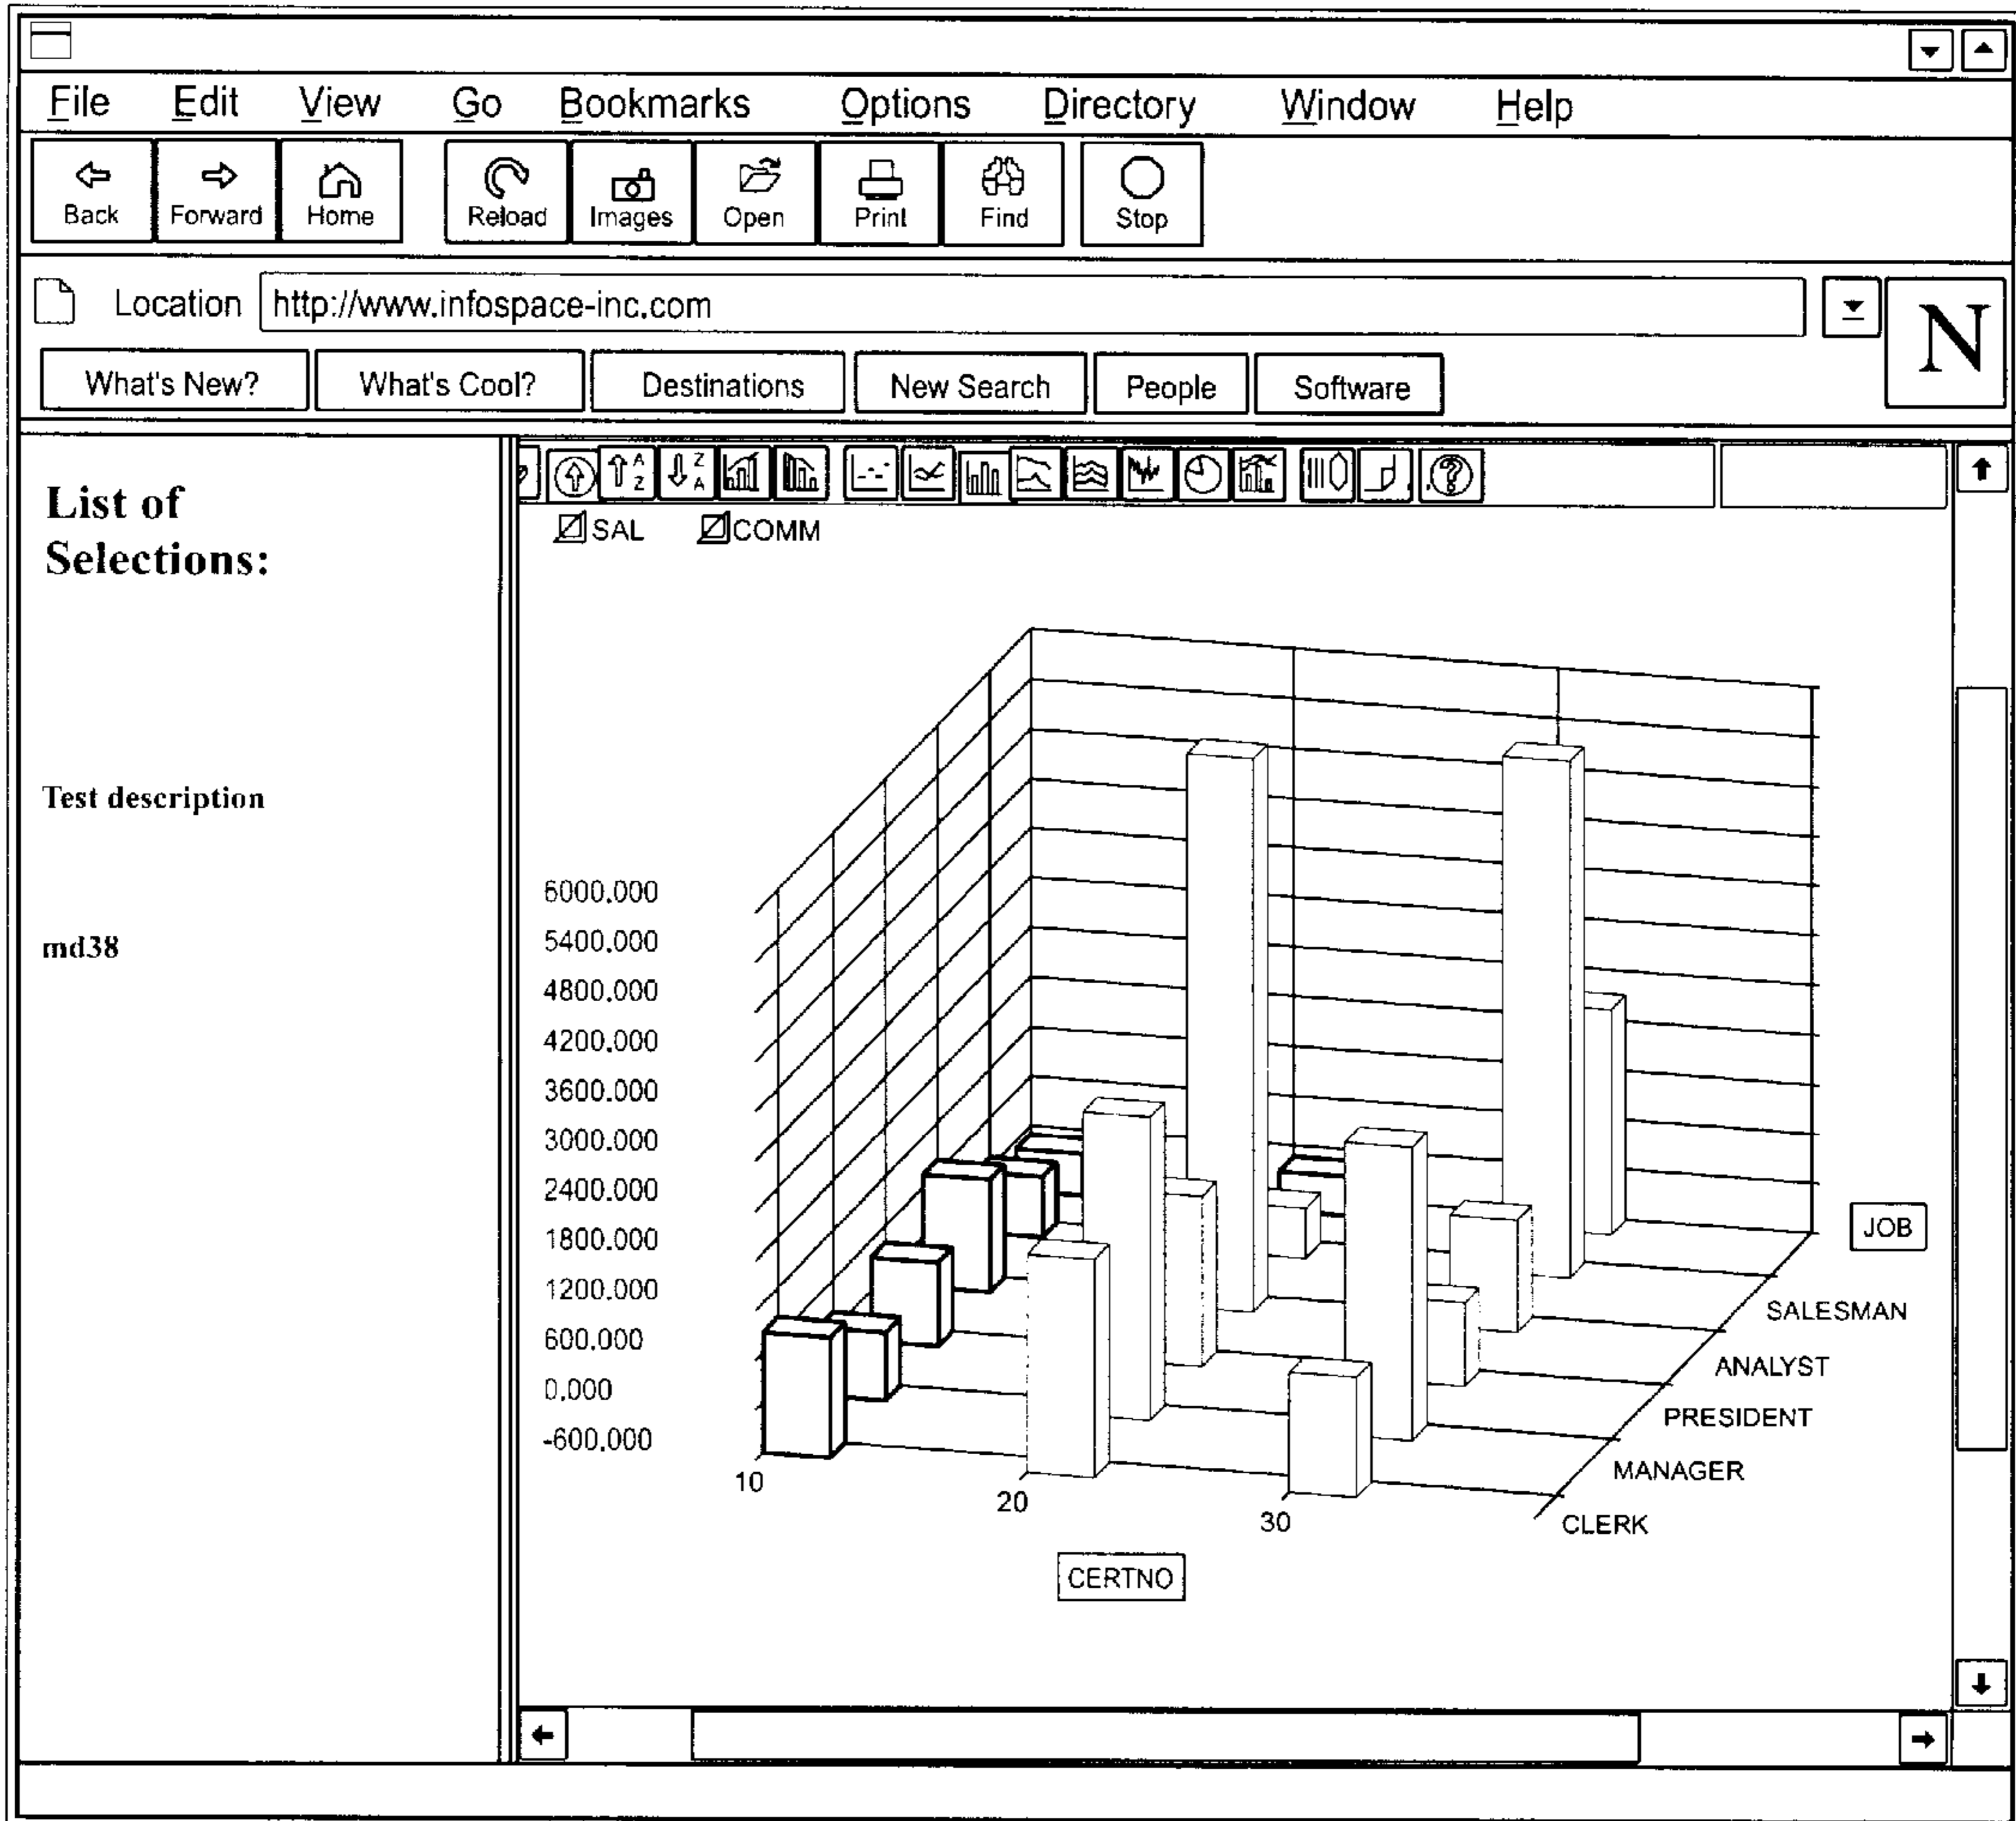 File Edit View Go Bookmarks Options Directory Window Help
Back Forward Home Reload Images Open Print Find Stop
Location http://www.infospace-inc.com
N
What's New? What's Cool? Destinations New Search People Software
List of
Selections:
A Z Z A ?
SAL COMM
Test description
md38
6000.000
5400.000
4800.000
4200.000
3600.000
3000.000
2400.000
1800.000
1200.000
600.000
0.000
-600.000
10
20
30
CERTNO
JOB
SALESMAN
ANALYST
PRESIDENT
MANAGER
CLERK